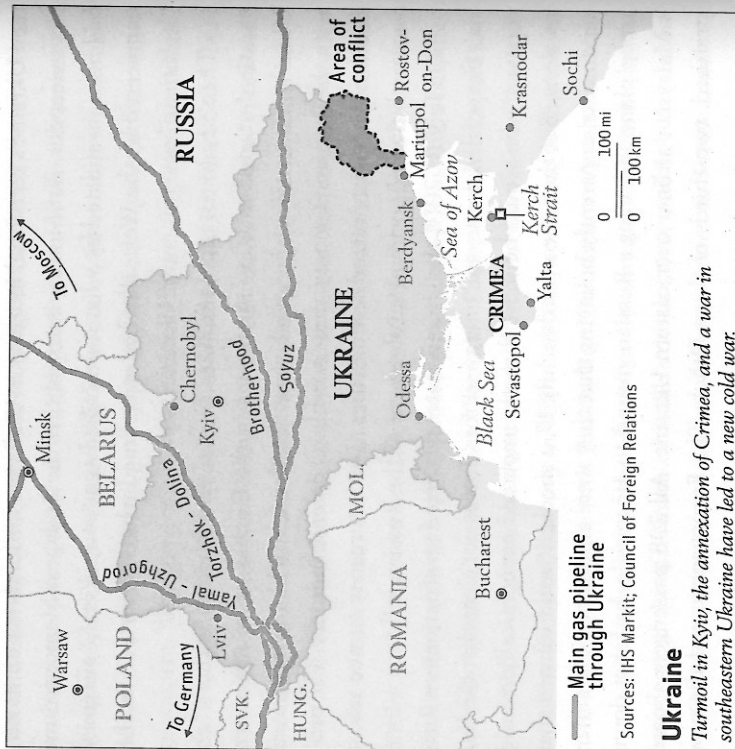 To Moscow
RUSSIA
Minsk
BELARUS
Warsaw
POLAND
To Germany
Chernobyl
Kyiv
Brotherhood
Soyuz
Torzhok - Dolina
Yamal - Uzhgorod
Lviv
SVK.
HUNG.
UKRAINE
Area of
conflict
Rostov-
on-Don
Mariupol
Berdyansk
Sea of Azov
Odessa
MOL.
ROMANIA
Bucharest
Black Sea
CRIMEA
Kerch
Kerch
Strait
Krasnodar
Sevastopol
Yalta
Sochi
0 100 mi
0 100 km
Main gas pipeline
through Ukraine
Sources: IHS Markit; Council of Foreign Relations
Ukraine
Turmoil in Kyiv, the annexation of Crimea, and a war in
southeastern Ukraine have led to a new cold war.